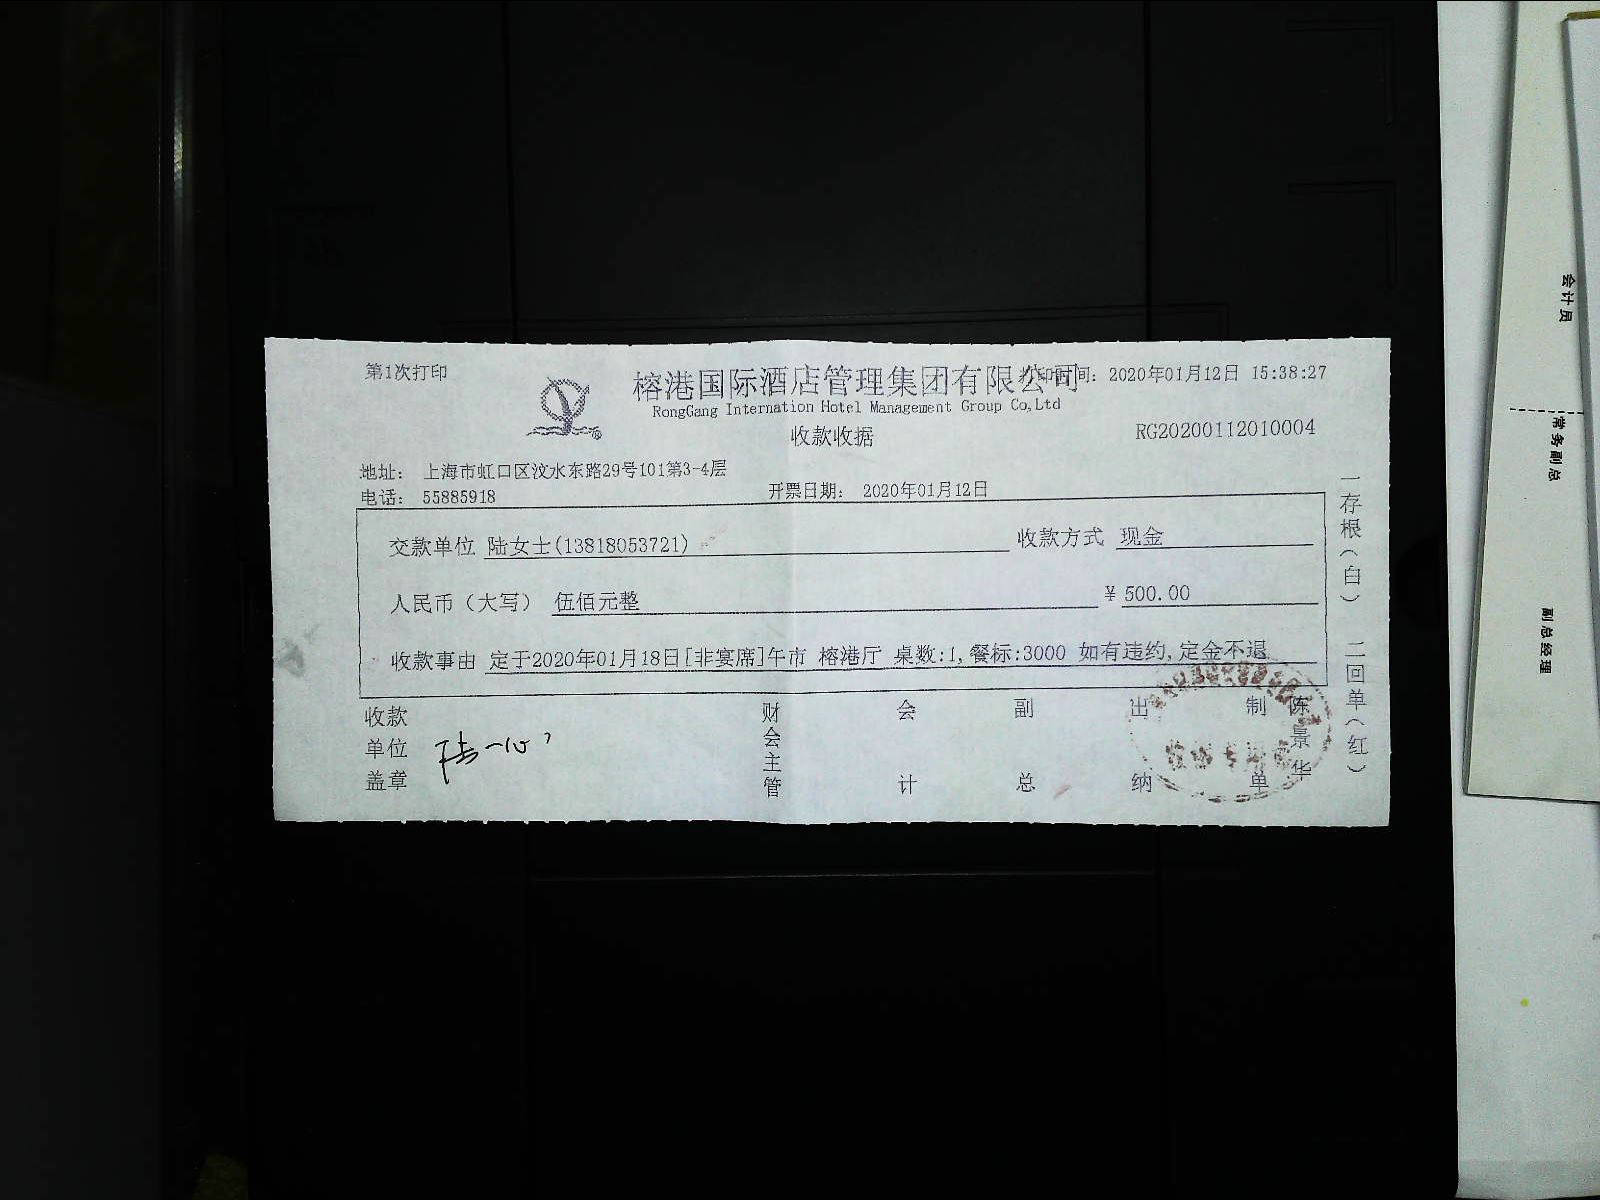 第1次打印
榕港国际酒店管理集团有限公司
打印时间: 2020年01月12日 15:38:27
RongGang Internation Hotel Management Group Co,Ltd
收款收据
RG20200112010004
地址: 上海市虹口区汶水东路29号101第3-4层
电话: 55885918
开票日期: 2020年01月12日
交款单位 陆女士(13818053721)
收款方式 现金
人民币（大写） 伍佰元整
¥ 500.00
收款事由 定于2020年01月18日[非宴席]午市 榕港厅 桌数:1,餐标:3000 如有违约,定金不退
收款单位盖章
财会主管
会计
副总
出纳
制单
陈景华
一存根(白) 二回单(红)
会计员
常务副总
副总经理